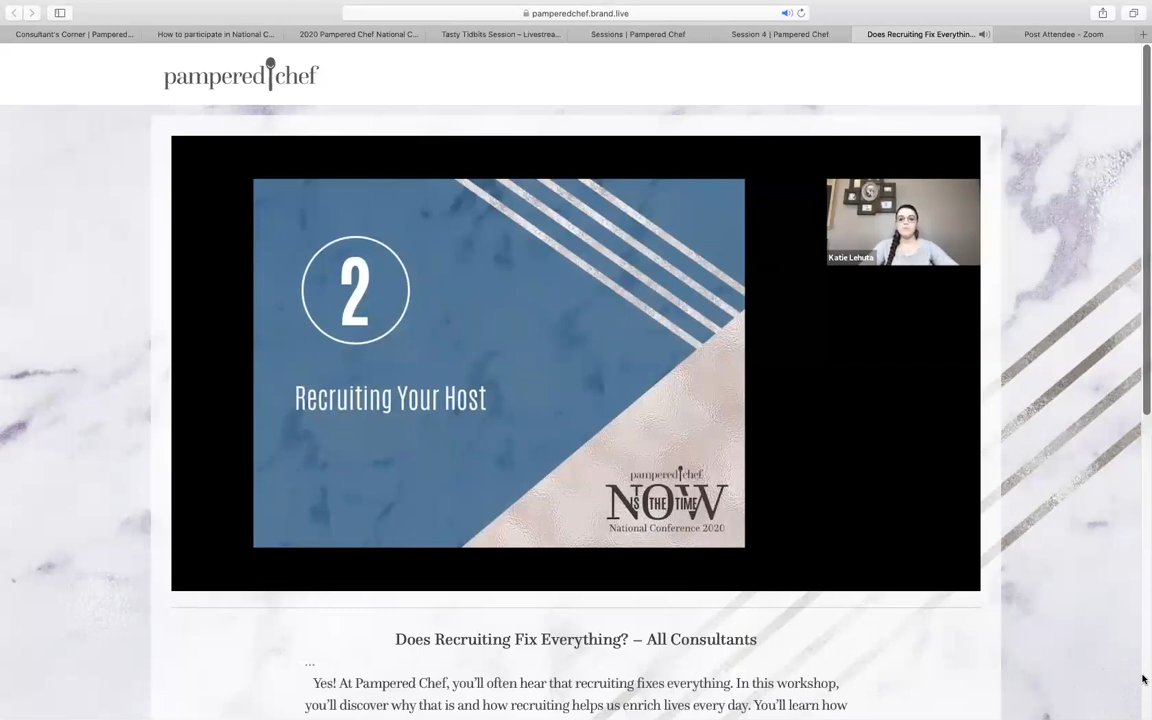 pamperedchef.brand.live
Consultant's Corner | Pampered...
How to participate in National C...
2020 Pampered Chef National C...
Tasty Tidbits Session – Livestrea...
Sessions | Pampered Chef
Session 4 | Pampered Chef
Does Recruiting Fix Everythin...
Post Attendee - Zoom
pampered chef
2
Recruiting Your Host
Katie Lehuta
pampered chef
NOW
IS THE TIME
National Conference 2020
Does Recruiting Fix Everything? – All Consultants
...
Yes! At Pampered Chef, you'll often hear that recruiting fixes everything. In this workshop,
you'll discover why that is and how recruiting helps us enrich lives every day. You'll learn how